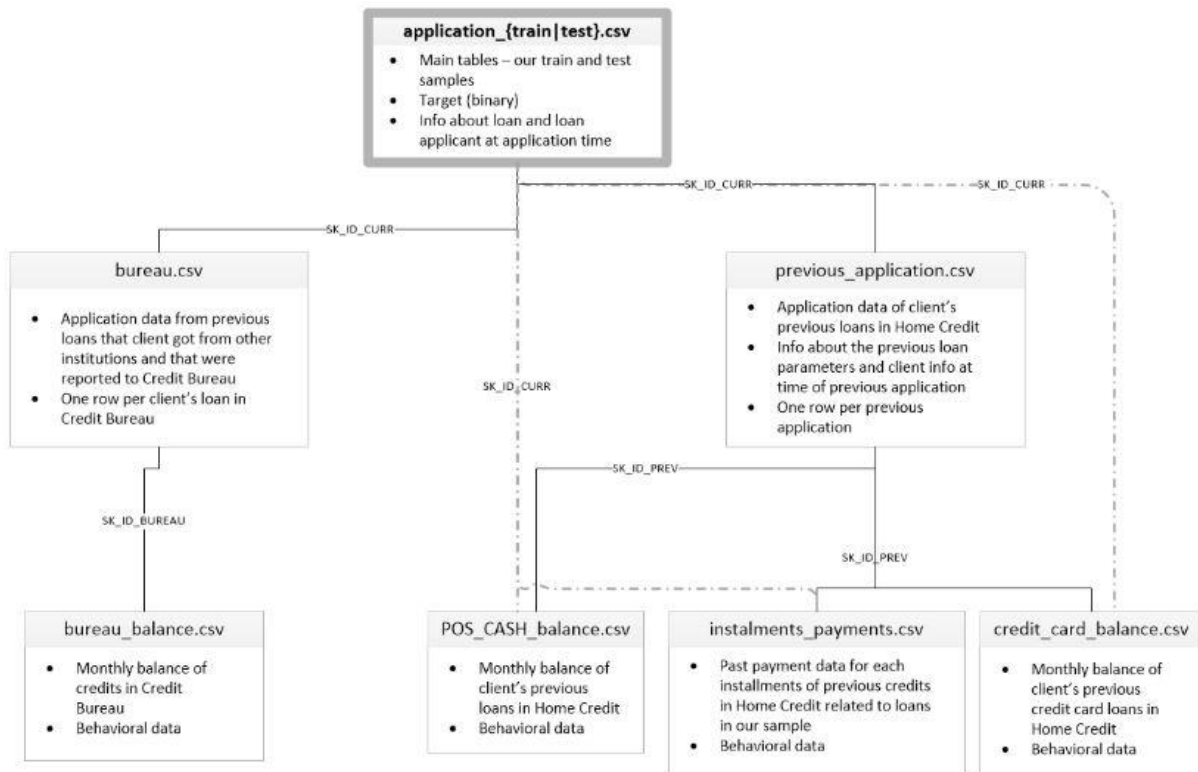 application_{train|test}.csv
• Main tables – our train and test
samples
• Target (binary)
• Info about loan and loan
applicant at application time
SK_ID_CURR
SK_ID_CURR
SK_ID_CURR
bureau.csv
• Application data from previous
loans that client got from other
institutions and that were
reported to Credit Bureau
• One row per client's loan in
Credit Bureau
previous_application.csv
• Application data of client's
previous loans in Home Credit
• Info about the previous loan
parameters and client info at
time of previous application
• One row per previous
application
SK_ID_CURR
SK_ID_PREV
SK_ID_BUREAU
SK_ID_PREV
bureau_balance.csv
• Monthly balance of
credits in Credit
Bureau
• Behavioral data
POS_CASH_balance.csv
• Monthly balance of
client's previous
loans in Home Credit
• Behavioral data
instalments_payments.csv
• Past payment data for each
installments of previous credits
in Home Credit related to loans
in our sample
• Behavioral data
credit_card_balance.csv
• Monthly balance of
client's previous
credit card loans in
Home Credit
• Behavioral data